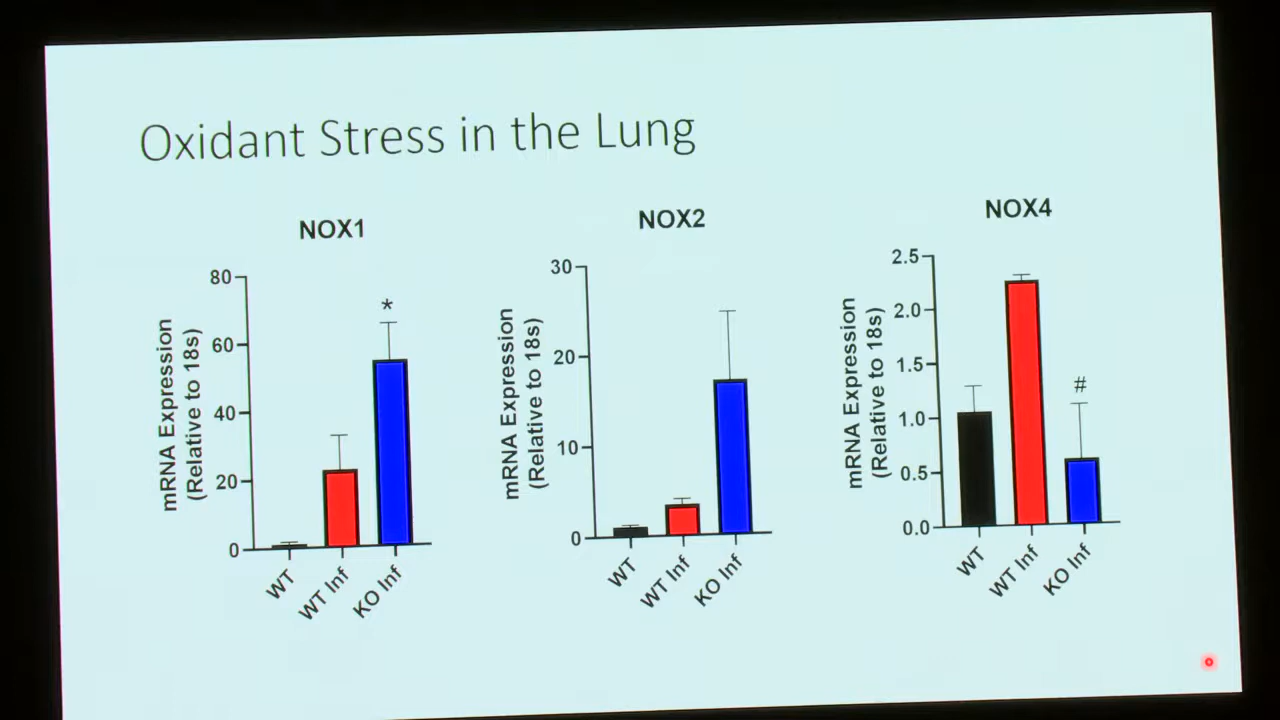 Oxidant Stress in the Lung
NOX1
mRNA Expression
(Relative to 18s)
80
60
40
20
0
*
WT
WT Inf
KO Inf
NOX2
mRNA Expression
(Relative to 18s)
30
20
10
0
WT
WT Inf
KO Inf
NOX4
mRNA Expression
(Relative to 18s)
2.5
2.0
1.5
1.0
0.5
0.0
#
WT
WT Inf
KO Inf